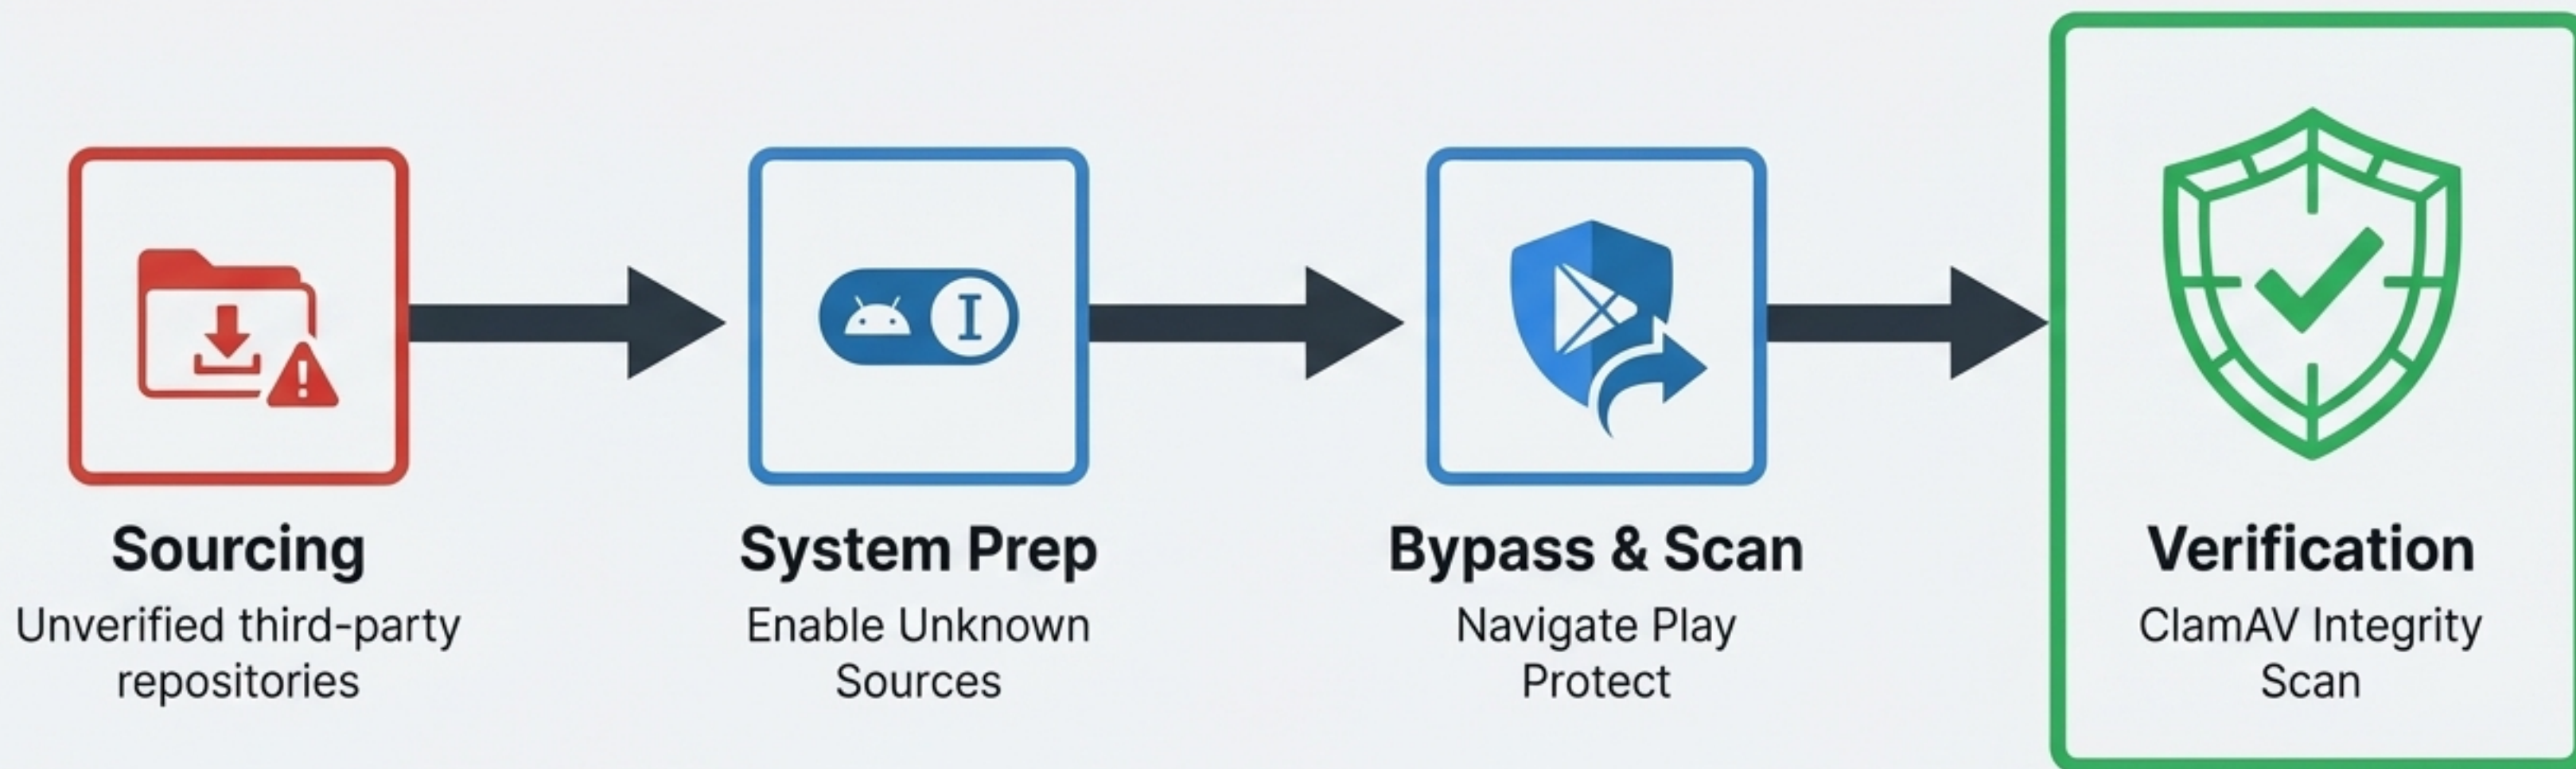 Sourcing
Unverified third-party
repositories
System Prep
Enable Unknown
Sources
Bypass & Scan
Navigate Play
Protect
Verification
ClamAV Integrity
Scan